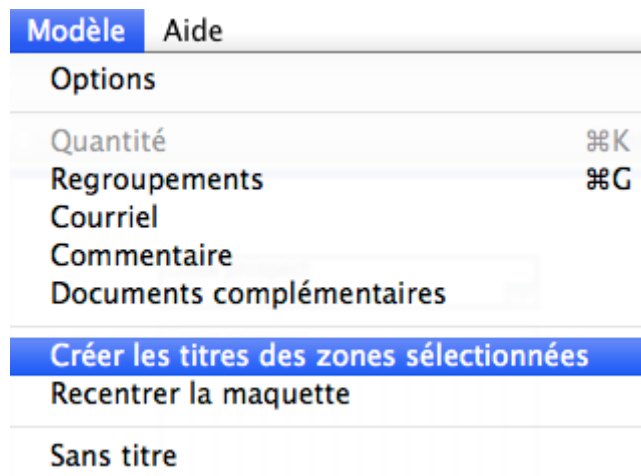 Modèle Aide
Options
Quantité ⌘K
Regroupements ⌘G
Courriel
Commentaire
Documents complémentaires
Créer les titres des zones sélectionnées
Recentrer la maquette
Sans titre